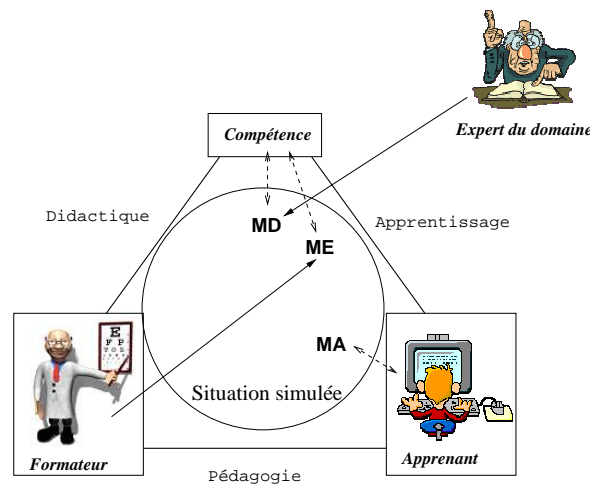 Expert du domaine
Compétence
Didactique
Apprentissage
MD
ME
MA
Situation simulée
E
F P
Formateur
Apprenant
Pédagogie